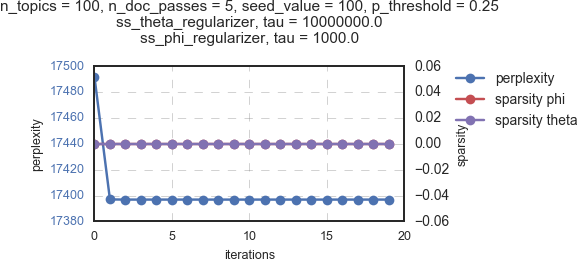 n_topics = 100, n_doc_passes = 5, seed_value = 100, p_threshold = 0.25
ss_theta_regularizer, tau = 10000000.0
ss_phi_regularizer, tau = 1000.0
17500
17480
17460
17440
17420
17400
17380
perplexity
0.06
0.04
0.02
0.00
−0.02
−0.04
−0.06
sparsity
perplexity
sparsity phi
sparsity theta
0
5
10
15
20
iterations